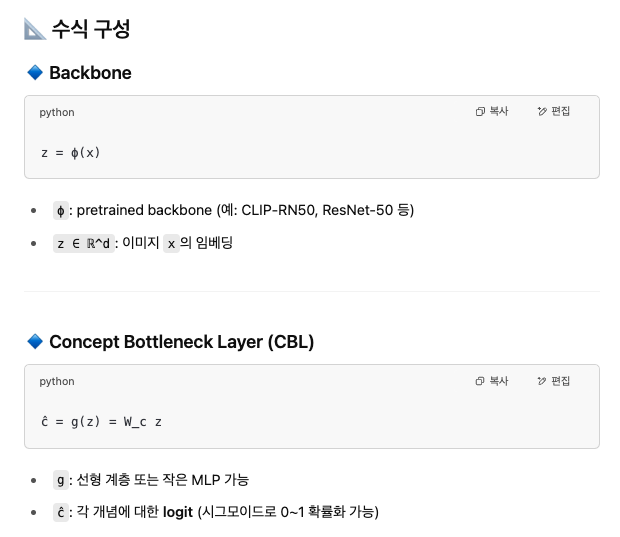 📐 수식 구성
🔷 Backbone
python
복사
편집
z = ϕ(x)
• ϕ: pretrained backbone (예: CLIP-RN50, ResNet-50 등)
• z ∈ ℝ^d: 이미지 x의 임베딩
🔷 Concept Bottleneck Layer (CBL)
python
복사
편집
ĉ = g(z) = W_c z
• g: 선형 계층 또는 작은 MLP 가능
• ĉ: 각 개념에 대한 logit (시그모이드로 0~1 확률화 가능)